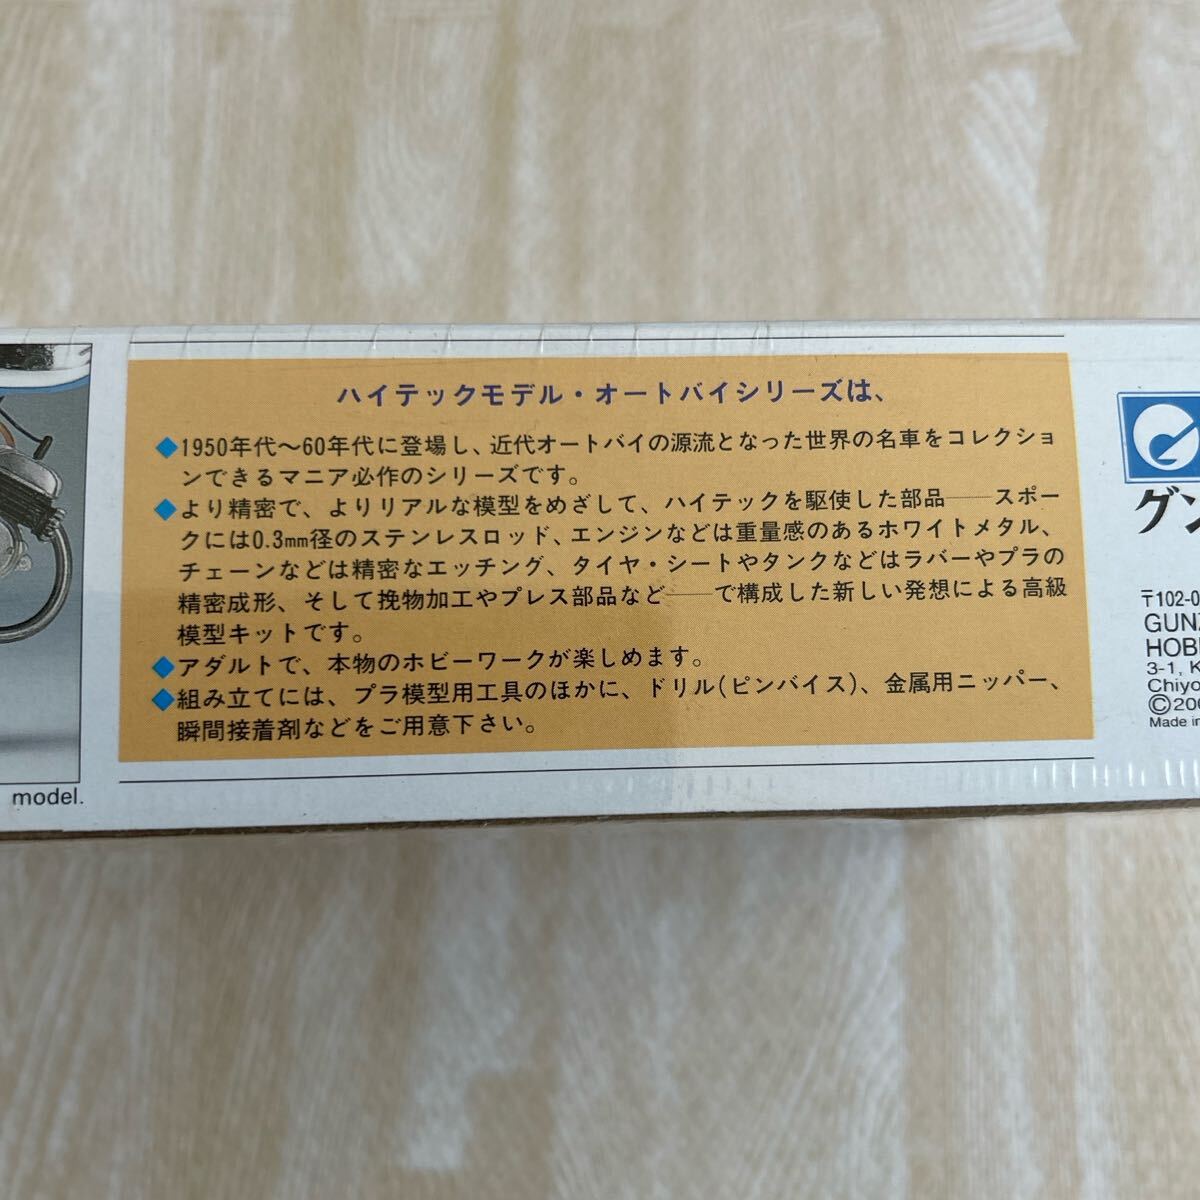 ハイテックモデル・オートバイシリーズは、
◆1950年代～60年代に登場し、近代オートバイの源流となった世界の名車をコレクショ
ンできるマニア必作のシリーズです。
◆より精密で、よりリアルな模型をめざして、ハイテックを駆使した部品――スポー
クには0.3mm径のステンレスロッド、エンジンなどは重量感のあるホワイトメタル、
チェーンなどは精密なエッチング、タイヤ・シートやタンクなどはラバーやプラの
精密成形、そして挽物加工やプレス部品など――で構成した新しい発想による高級
模型キットです。
◆アダルトで、本物のホビーワークが楽しめます。
◆組み立てには、プラ模型用工具のほかに、ドリル(ピンバイス)、金属用ニッパー、
瞬間接着剤などをご用意下さい。
model.
グン
〒102-0
GUNZ
HOBB
3-1, K
Chiyo
©200
Made in